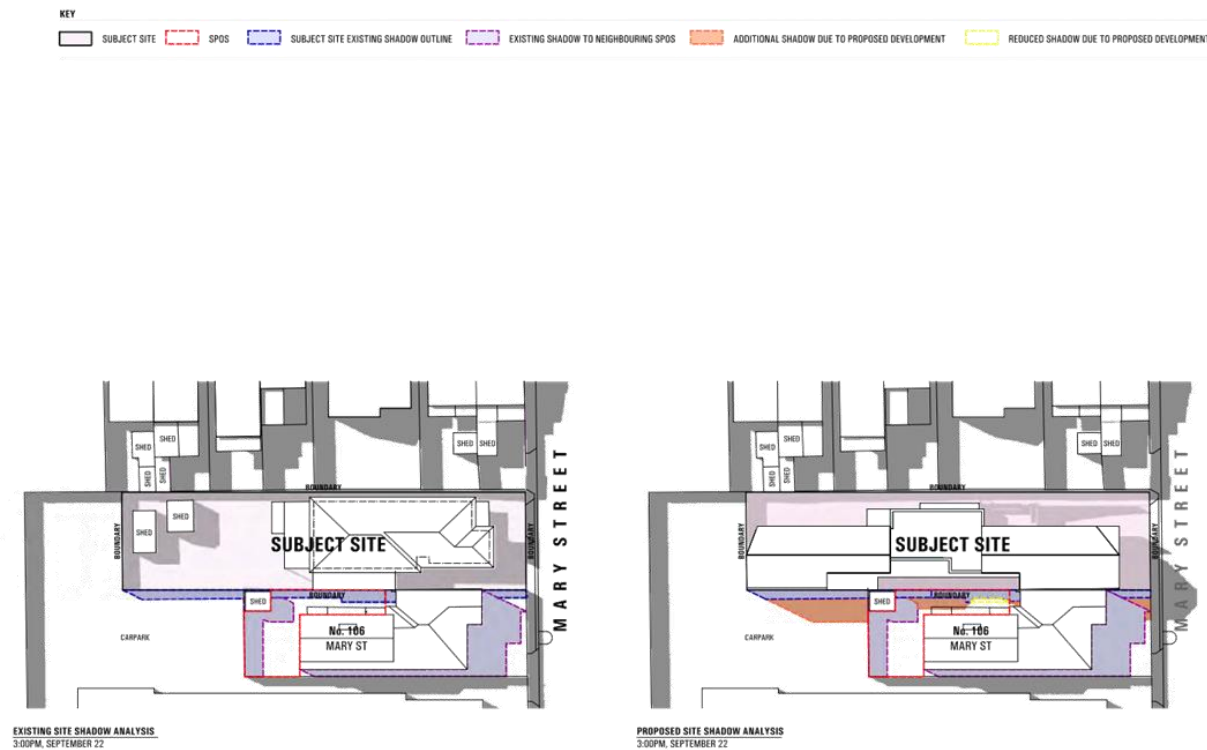 KEY
SUBJECT SITE
SPOS
SUBJECT SITE EXISTING SHADOW OUTLINE
EXISTING SHADOW TO NEIGHBOURING SPOS
ADDITIONAL SHADOW DUE TO PROPOSED DEVELOPMENT
REDUCED SHADOW DUE TO PROPOSED DEVELOPMENT
SHED
SHED
SHED
SHED
SHED
SHED
BOUNDARY
SHED
SHED
BOUNDARY
SUBJECT SITE
BOUNDARY
MARY STREET
SHED
BOUNDARY
CARPARK
No. 106
MARY ST
EXISTING SITE SHADOW ANALYSIS
3:00PM, SEPTEMBER 22
SHED
SHED
SHED
SHED
SHED
SHED
BOUNDARY
BOUNDARY
SUBJECT SITE
BOUNDARY
MARY STREET
SHED
BOUNDARY
CARPARK
No. 106
MARY ST
PROPOSED SITE SHADOW ANALYSIS
3:00PM, SEPTEMBER 22